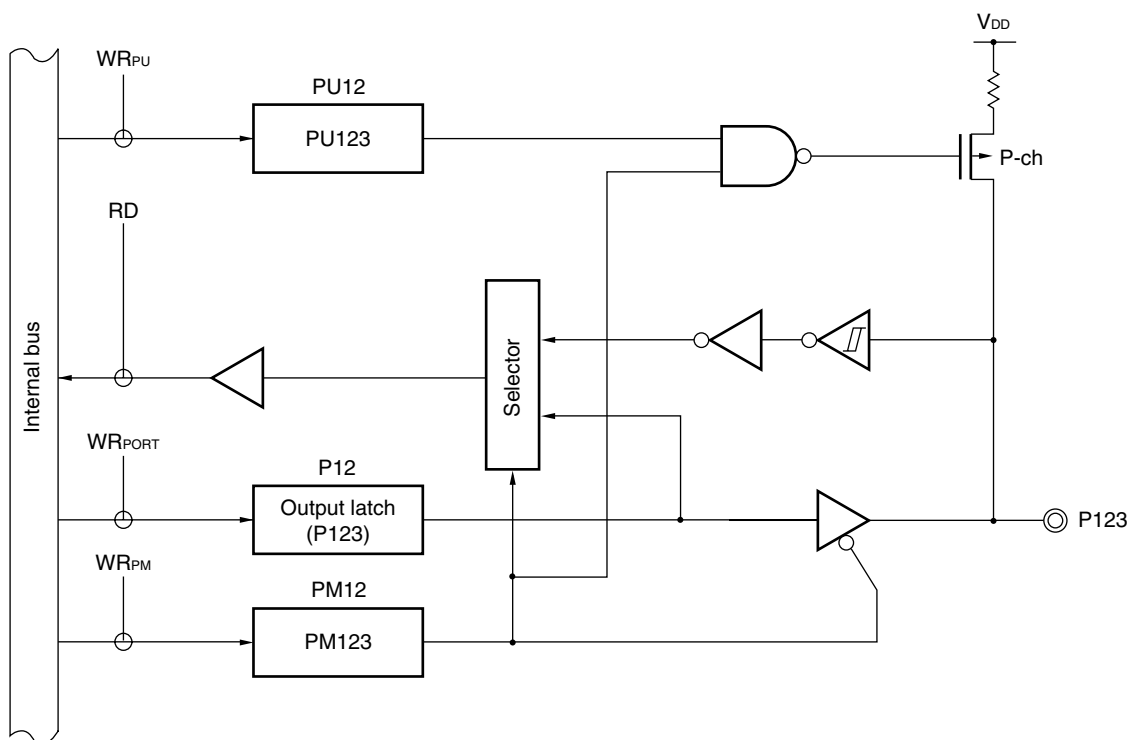 VDD
WRPU
PU12
PU123
P-ch
RD
Internal bus
Selector
WRPORT
P12
Output latch
(P123)
P123
WRPM
PM12
PM123